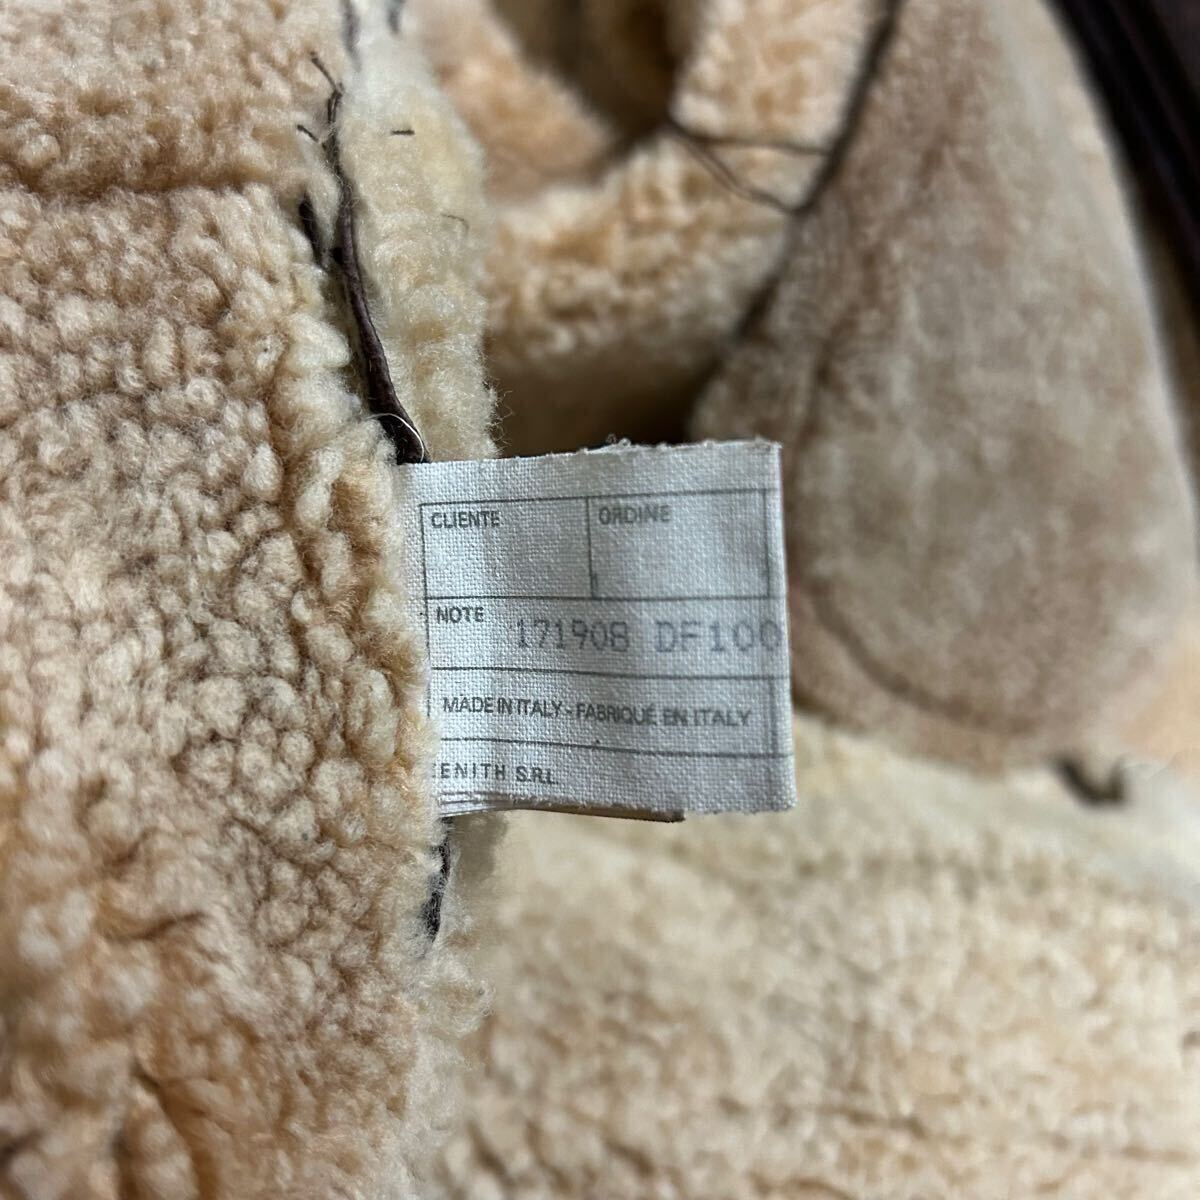 CLIENTE ORDINE
NOTE 171908 DF100
MADE IN ITALY - FABRIQUÉ EN ITALY
ENITH S.R.L.